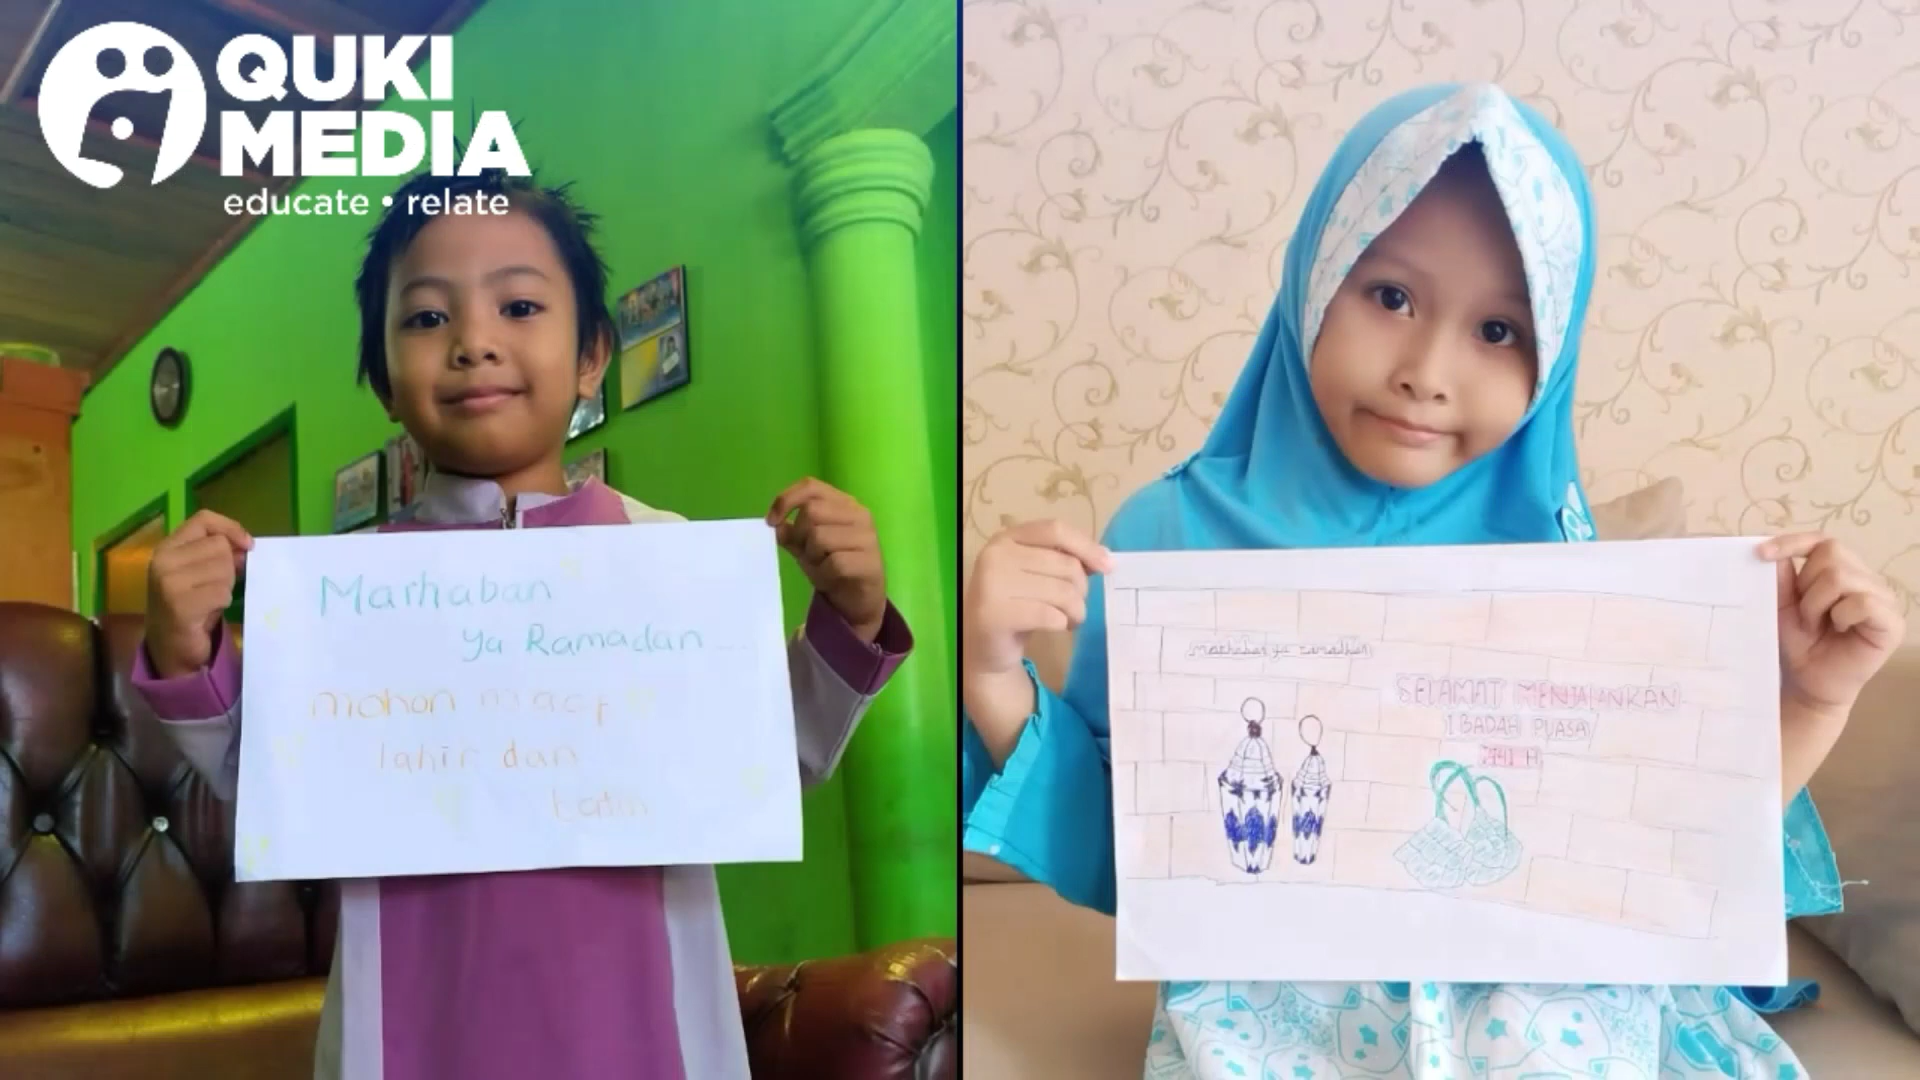 QUKI
MEDIA
educate • relate
Marhaban
ya Ramadan...
mohon maaf
lahir dan
batin
marhaban ya ramadhan
SELAMAT MENJALANKAN
IBADAH PUASA
1441 H